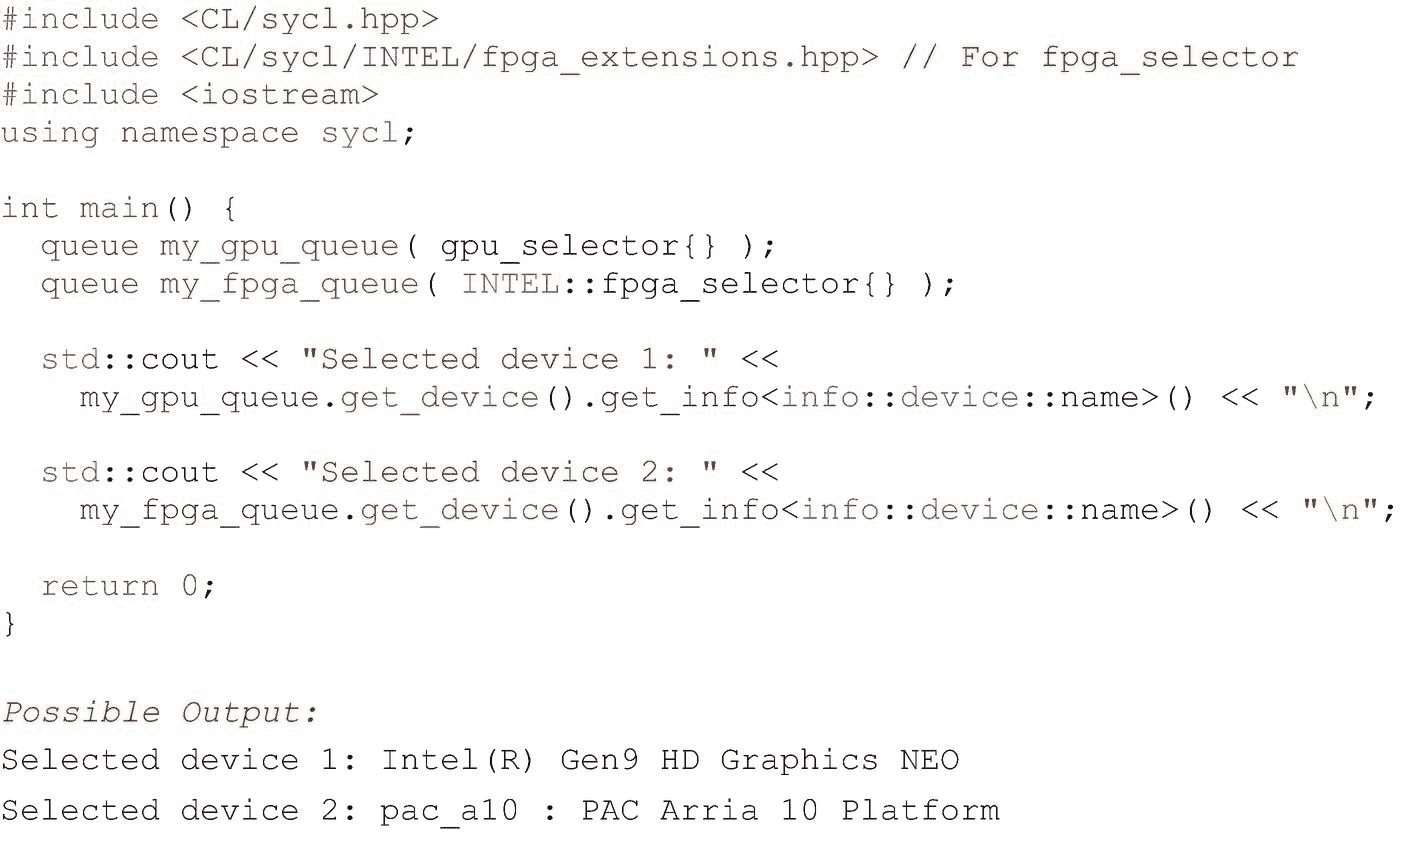 #include <CL/sycl.hpp>
#include <CL/sycl/INTEL/fpga_extensions.hpp> // For fpga_selector
#include <iostream>
using namespace sycl;

int main() {
  queue my_gpu_queue( gpu_selector{} );
  queue my_fpga_queue( INTEL::fpga_selector{} );

  std::cout << "Selected device 1: " <<
    my_gpu_queue.get_device().get_info<info::device::name>() << "\n";

  std::cout << "Selected device 2: " <<
    my_fpga_queue.get_device().get_info<info::device::name>() << "\n";

  return 0;
}

Possible Output:
Selected device 1: Intel(R) Gen9 HD Graphics NEO
Selected device 2: pac_a10 : PAC Arria 10 Platform